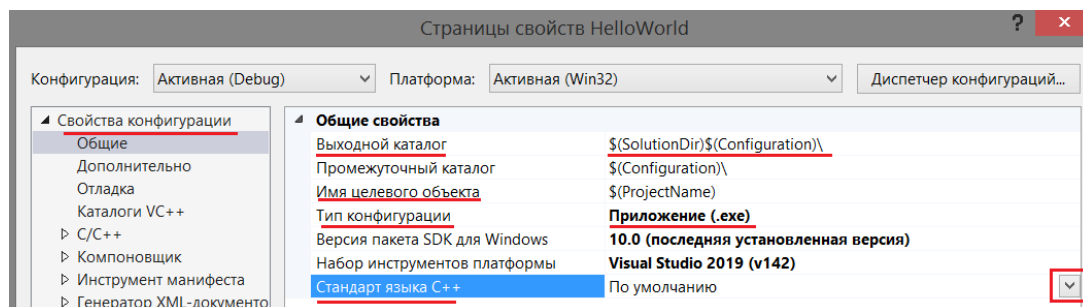 Страницы свойств HelloWorld
Конфигурация: Активная (Debug) Платформа: Активная (Win32) Диспетчер конфигураций...
Свойства конфигурации
Общие
Дополнительно
Отладка
Каталоги VC++
C/C++
Компоновщик
Инструмент манифеста
Генератор XML-документо
Общие свойства
Выходной каталог $(SolutionDir)$(Configuration)\
Промежуточный каталог $(Configuration)\
Имя целевого объекта $(ProjectName)
Тип конфигурации Приложение (.exe)
Версия пакета SDK для Windows 10.0 (последняя установленная версия)
Набор инструментов платформы Visual Studio 2019 (v142)
Стандарт языка C++ По умолчанию